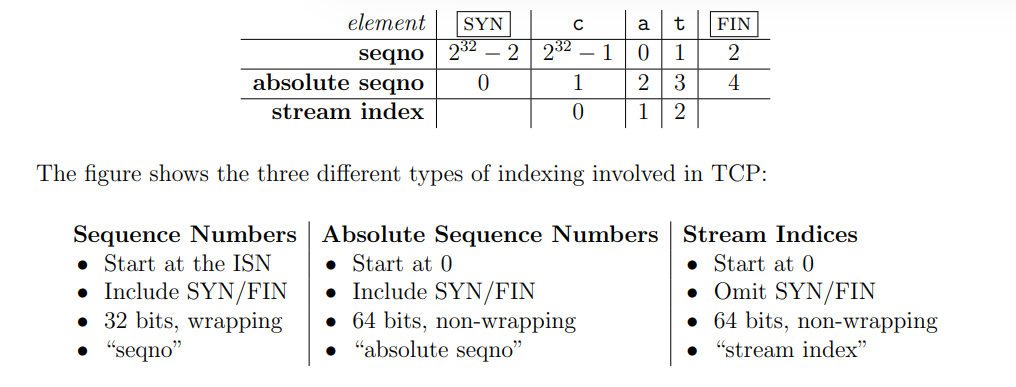 element SYN c a t FIN
seqno 2^32 − 2 2^32 − 1 0 1 2
absolute seqno 0 1 2 3 4
stream index 0 1 2
The figure shows the three different types of indexing involved in TCP:
Sequence Numbers Absolute Sequence Numbers Stream Indices
• Start at the ISN • Start at 0 • Start at 0
• Include SYN/FIN • Include SYN/FIN • Omit SYN/FIN
• 32 bits, wrapping • 64 bits, non-wrapping • 64 bits, non-wrapping
• “seqno” • “absolute seqno” • “stream index”